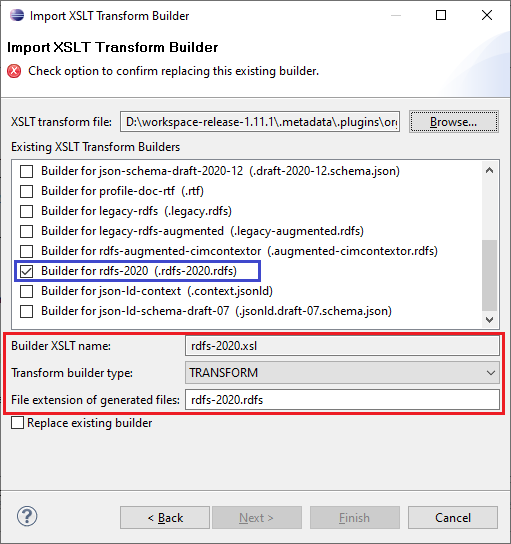 Import XSLT Transform Builder
Import XSLT Transform Builder
Check option to confirm replacing this existing builder.
XSLT transform file: D:\workspace-release-1.11.1\.metadata\.plugins\org Browse...
Existing XSLT Transform Builders
Builder for json-schema-draft-2020-12 (.draft-2020-12.schema.json)
Builder for profile-doc-rtf (.rtf)
Builder for legacy-rdfs (.legacy.rdfs)
Builder for legacy-rdfs-augmented (.legacy-augmented.rdfs)
Builder for rdfs-augmented-cimcontextor (.augmented-cimcontextor.rdfs)
Builder for rdfs-2020 (.rdfs-2020.rdfs)
Builder for json-ld-context (.context.jsonld)
Builder for json-ld-schema-draft-07 (.jsonld.draft-07.schema.json)
Builder XSLT name: rdfs-2020.xsl
Transform builder type: TRANSFORM
File extension of generated files: rdfs-2020.rdfs
Replace existing builder
? < Back Next > Finish Cancel